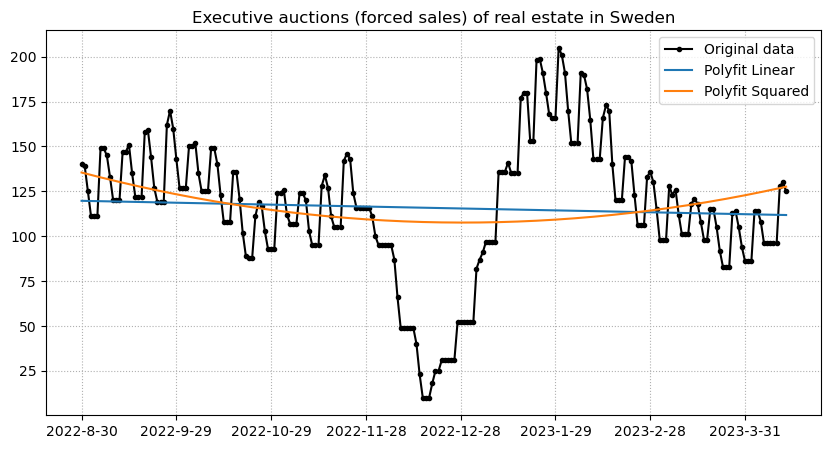 Executive auctions (forced sales) of real estate in Sweden
Original data
Polyfit Linear
Polyfit Squared
200
175
150
125
100
75
50
25
2022-8-30 2022-9-29 2022-10-29 2022-11-28 2022-12-28 2023-1-29 2023-2-28 2023-3-31